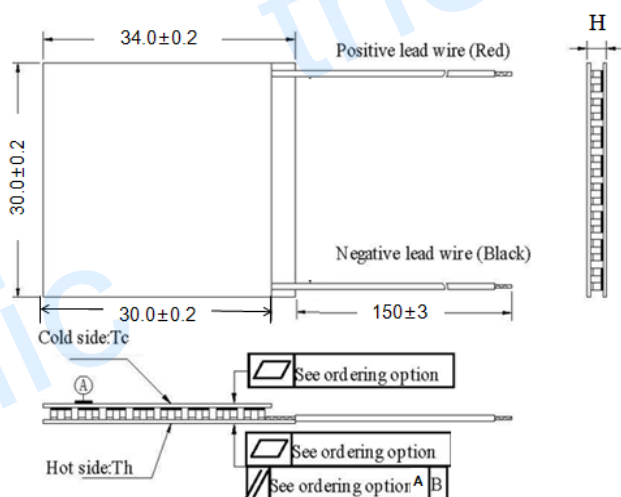 34.0±0.2
H
Positive lead wire (Red)
30.0±0.2
Negative lead wire (Black)
30.0±0.2
150±3
Cold side:Tc
A
See ordering option
See ordering option
Hot side:Th
See ordering option A B